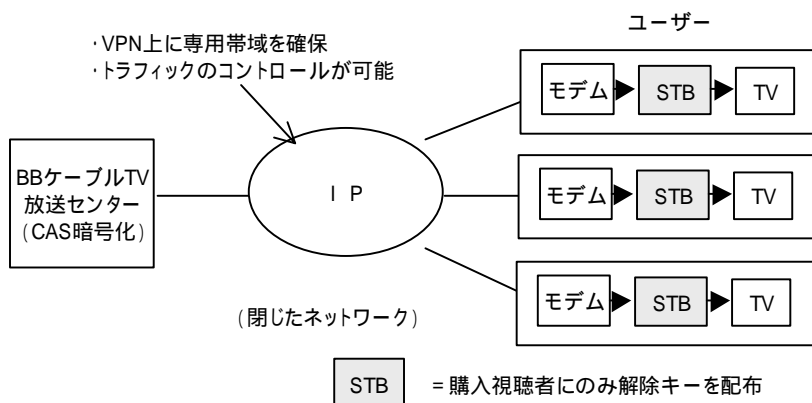 ユーザー
・VPN上に専用帯域を確保
・トラフィックのコントロールが可能
モデム STB TV
BBケーブルTV
放送センター
(CAS暗号化)
IP
モデム STB TV
モデム STB TV
(閉じたネットワーク)
STB =購入視聴者にのみ解除キーを配布